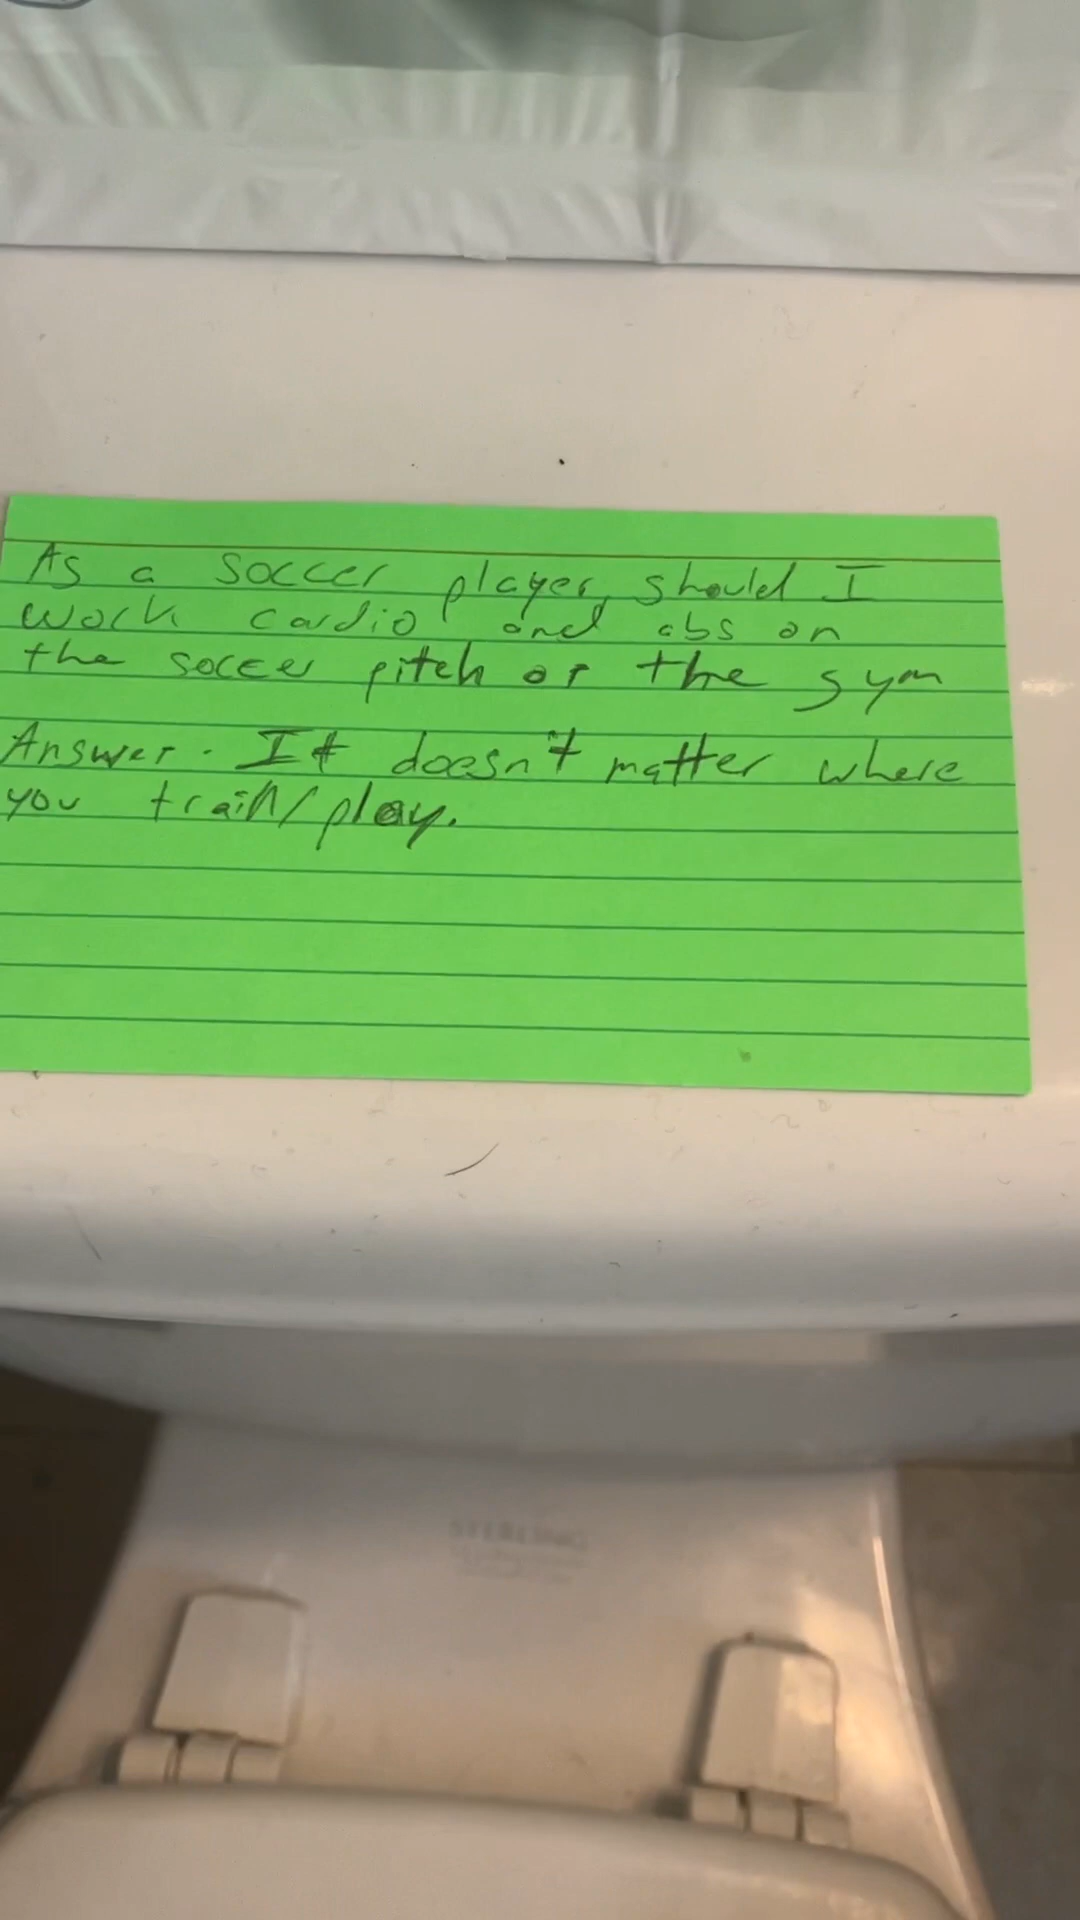 As a soccer player, should I
work cardio and abs on
the soccer pitch or the gym
Answer. It doesn't matter where
you train/play.
STERLING